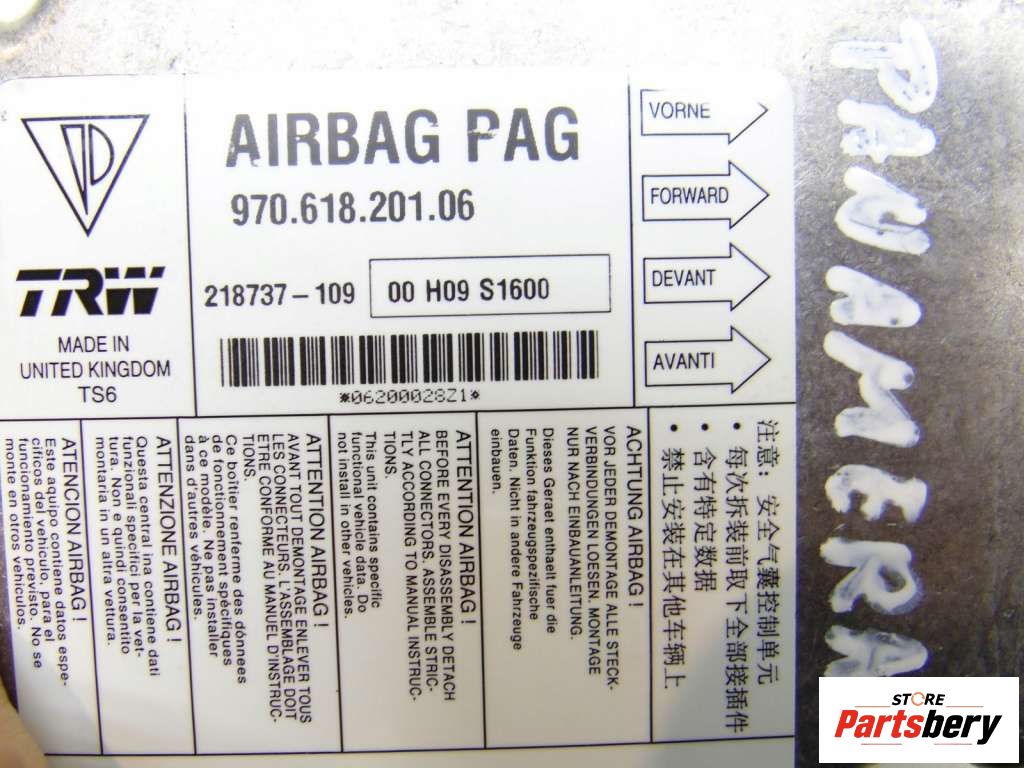 AIRBAG PAG
970.618.201.06
TRW
MADE IN
UNITED KINGDOM
TS6
218737-109
00 H09 S1600
*0620002821*
VORNE
FORWARD
DEVANT
AVANTI
PANAMERA
注意: 安全气囊控制单元
• 每次拆装前取下全部接插件
• 含有特定数据
• 禁止安装在其他车辆上
ACHTUNG AIRBAG !
VOR JEDER DEMONTAGE ALLE STECK-
VERBINDUNGEN LOESEN. MONTAGE
NUR NACH EINBAUANLEITUNG.
Dieses Geraet enthaelt fuer die
Funktion fahrzeugspezifische
Daten. Nicht in andere Fahrzeuge
einbauen.
ATTENTION AIRBAG !
BEFORE EVERY DISASSEMBLY DETACH
ALL CONNECTORS. ASSEMBLE STRIC-
TLY ACCORDING TO MANUAL INSTRUC-
TIONS.
This unit contains specific
functional vehicle data. Do
not install in other vehicles.
ATTENTION AIRBAG !
AVANT TOUT DEMONTAGE ENLEVER TOUS
LES CONNECTEURS. L'ASSEMBLAGE DOIT
ETRE CONFORME AU MANUEL D'INSTRUC-
TIONS.
Ce boîtier renferme des données
de fonctionnement spécifiques
à ce modèle. Ne pas installer
dans d'autres véhicules.
ATTENZIONE AIRBAG !
Questa centralina contiene dati
funzionali specifici per la vet-
tura. Non e quindi consentito
montarla in un altra vettura.
ATENCION AIRBAG !
Este aquipo contiene datos espe-
cíficos del vehículo, para el
funcionamiento previsto. No se
monte en otros vehículos.
STORE
Partsbery